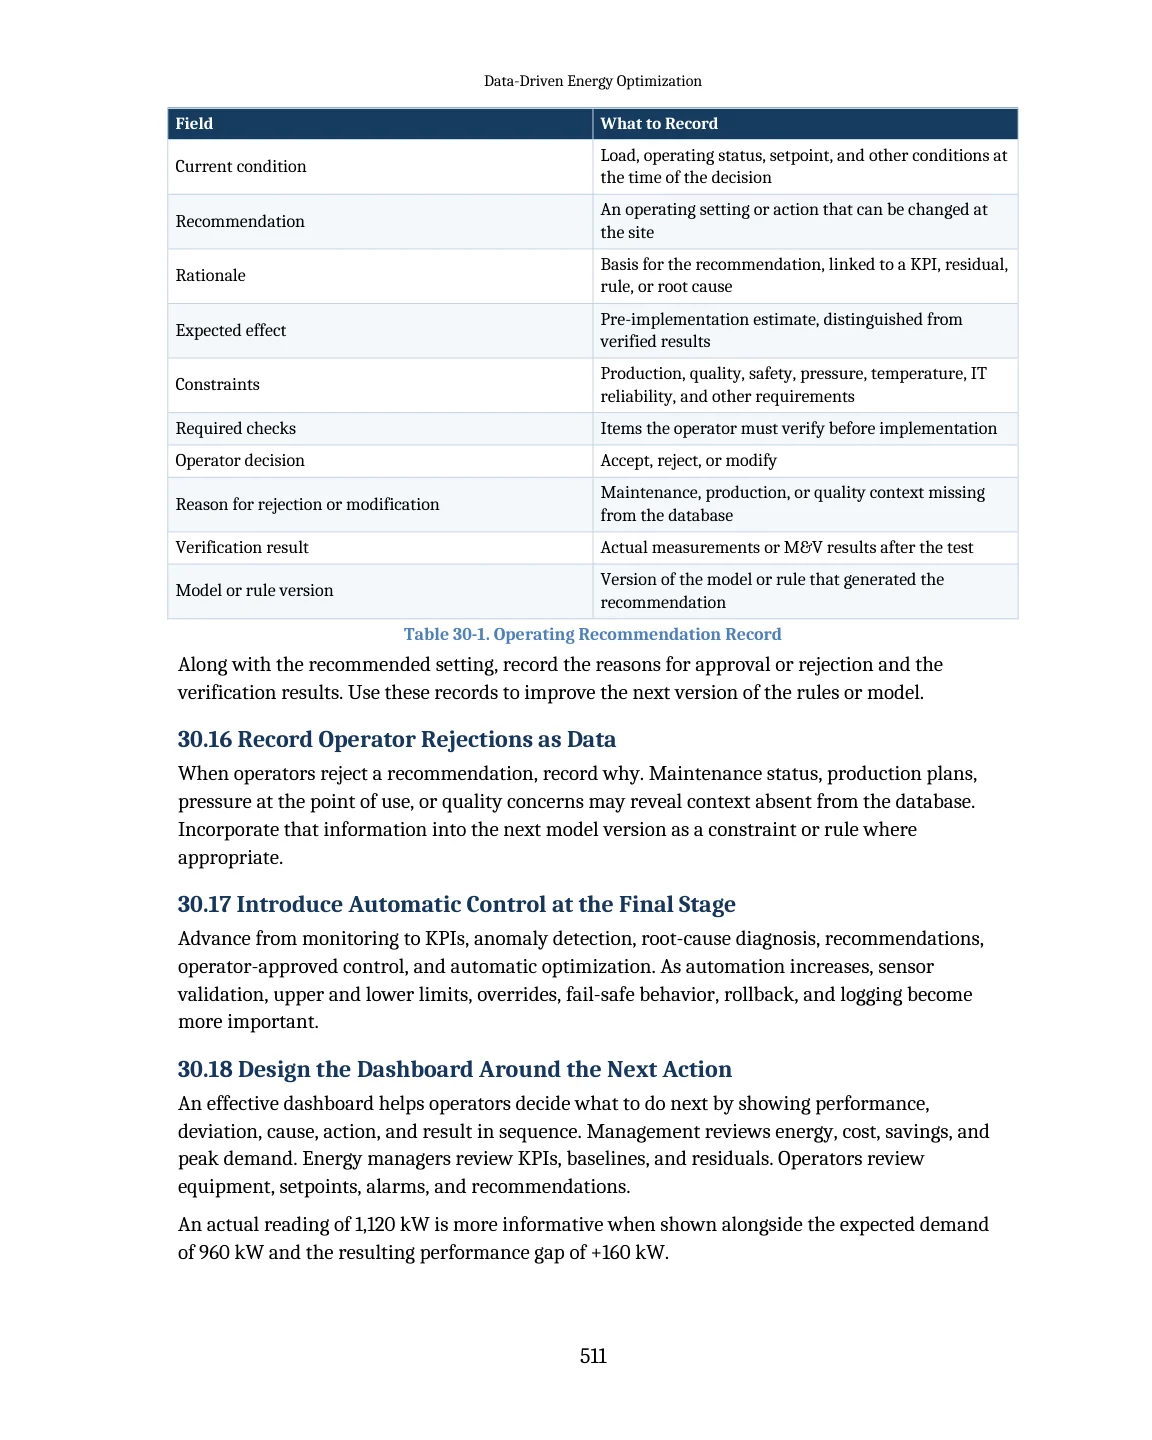 Data-Driven Energy Optimization
Field What to Record
Current condition Load, operating status, setpoint, and other conditions at
the time of the decision
Recommendation An operating setting or action that can be changed at
the site
Rationale Basis for the recommendation, linked to a KPI, residual,
rule, or root cause
Expected effect Pre-implementation estimate, distinguished from
verified results
Constraints Production, quality, safety, pressure, temperature, IT
reliability, and other requirements
Required checks Items the operator must verify before implementation
Operator decision Accept, reject, or modify
Reason for rejection or modification Maintenance, production, or quality context missing
from the database
Verification result Actual measurements or M&V results after the test
Model or rule version Version of the model or rule that generated the
recommendation
Table 30-1. Operating Recommendation Record
Along with the recommended setting, record the reasons for approval or rejection and the
verification results. Use these records to improve the next version of the rules or model.
30.16 Record Operator Rejections as Data
When operators reject a recommendation, record why. Maintenance status, production plans,
pressure at the point of use, or quality concerns may reveal context absent from the database.
Incorporate that information into the next model version as a constraint or rule where
appropriate.
30.17 Introduce Automatic Control at the Final Stage
Advance from monitoring to KPIs, anomaly detection, root-cause diagnosis, recommendations,
operator-approved control, and automatic optimization. As automation increases, sensor
validation, upper and lower limits, overrides, fail-safe behavior, rollback, and logging become
more important.
30.18 Design the Dashboard Around the Next Action
An effective dashboard helps operators decide what to do next by showing performance,
deviation, cause, action, and result in sequence. Management reviews energy, cost, savings, and
peak demand. Energy managers review KPIs, baselines, and residuals. Operators review
equipment, setpoints, alarms, and recommendations.
An actual reading of 1,120 kW is more informative when shown alongside the expected demand
of 960 kW and the resulting performance gap of +160 kW.
511